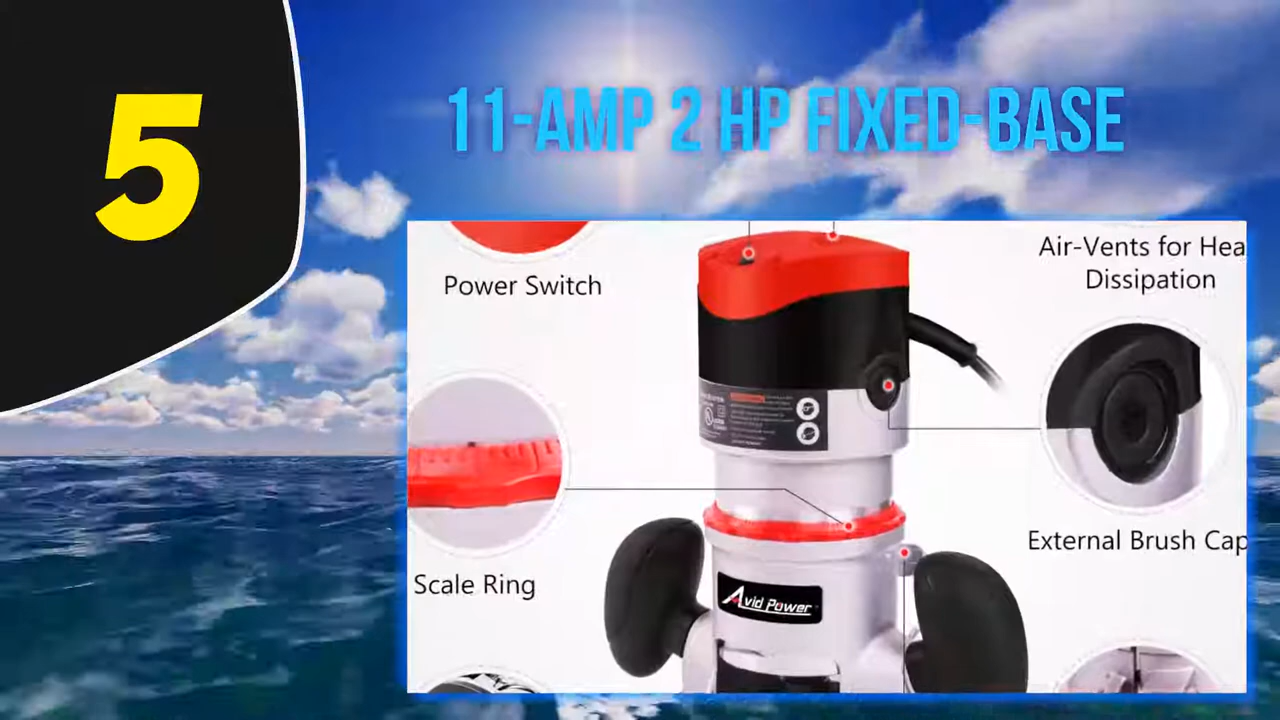 5
11-AMP 2 HP FIXED-BASE
Power Switch
Air-Vents for Hea
Dissipation
Scale Ring
External Brush Cap
Avid Power